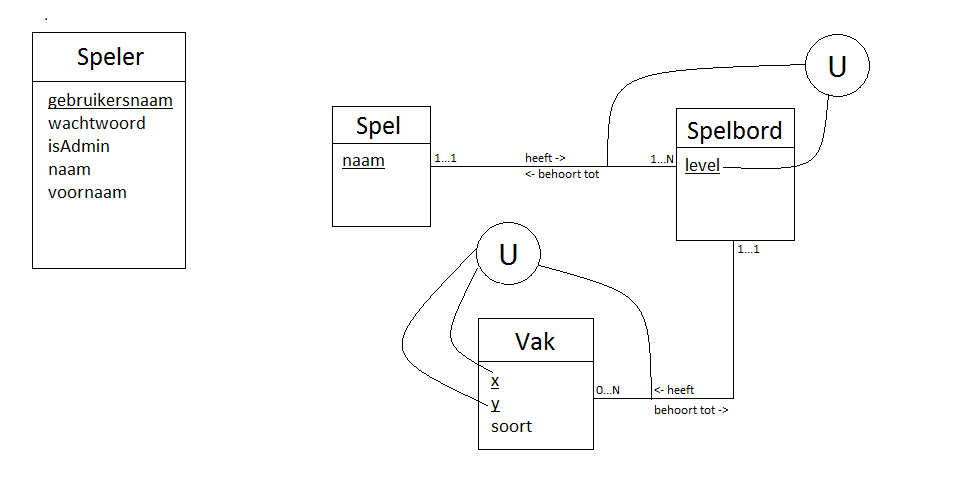 .
Speler
gebruikersnaam
wachtwoord
isAdmin
naam
voornaam
Spel
naam
1...1
heeft ->
<- behoort tot
1...N
Spelbord
level
U
1...1
U
Vak
x
y
soort
0...N
<- heeft
behoort tot ->